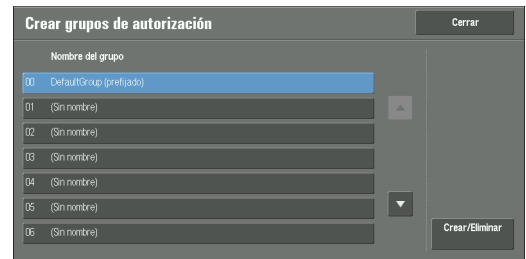 Crear grupos de autorización
Cerrar
Nombre del grupo
00 DefaultGroup (prefijado)
01 (Sin nombre)
02 (Sin nombre)
03 (Sin nombre)
04 (Sin nombre)
05 (Sin nombre)
06 (Sin nombre)
Crear/Eliminar